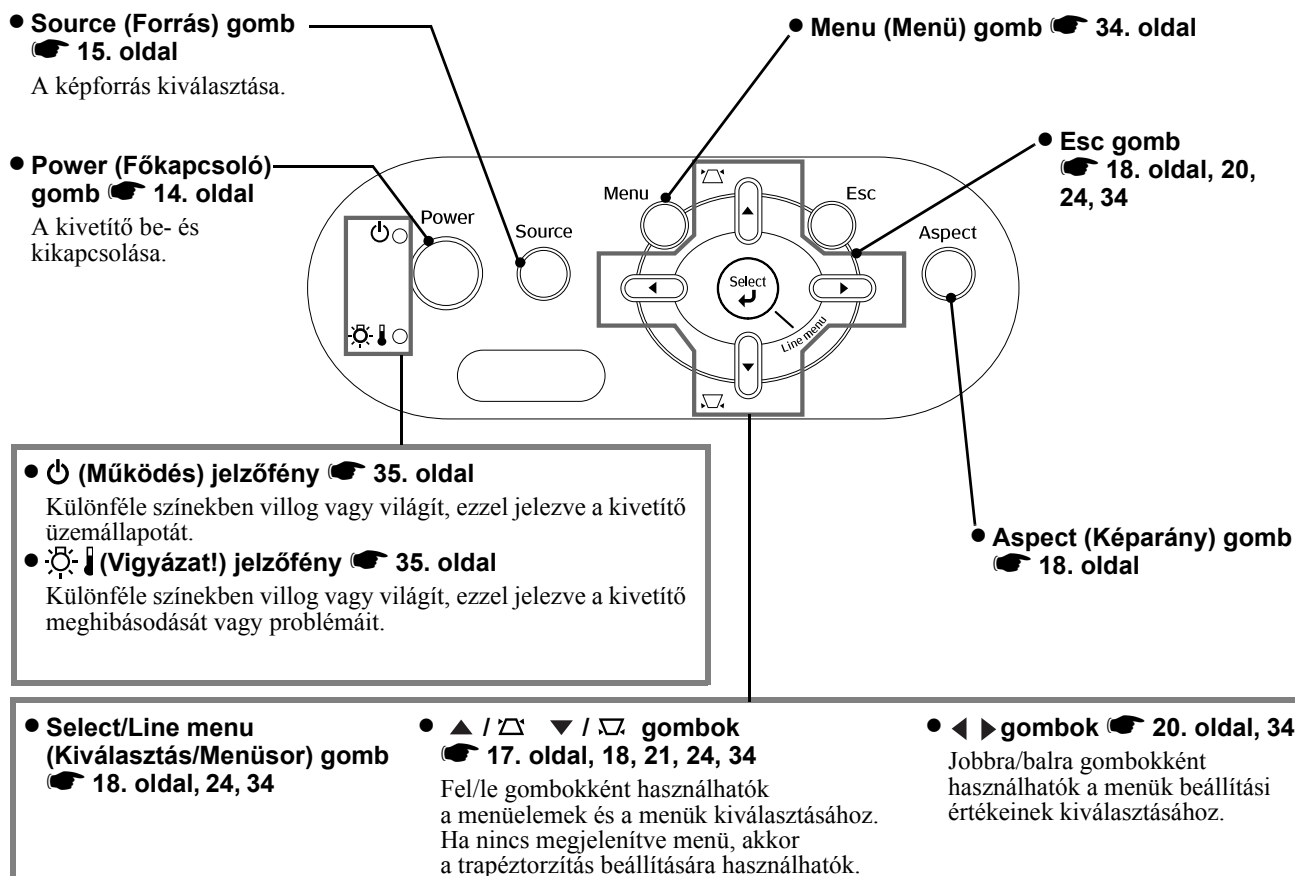 ● Source (Forrás) gomb
☛ 15. oldal
A képforrás kiválasztása.
● Power (Főkapcsoló)
gomb ☛ 14. oldal
A kivetítő be- és
kikapcsolása.
● Menu (Menü) gomb ☛ 34. oldal
● Esc gomb
☛ 18. oldal, 20,
24, 34
Menu
Esc
Power
Source
Aspect
Select
Line menu
● Aspect (Képarány) gomb
☛ 18. oldal
● ⏻ (Működés) jelzőfény ☛ 35. oldal
Különféle színekben villog vagy világít, ezzel jelezve a kivetítő
üzemállapotát.
● (Vigyázat!) jelzőfény ☛ 35. oldal
Különféle színekben villog vagy világít, ezzel jelezve a kivetítő
meghibásodását vagy problémáit.
● Select/Line menu
(Kiválasztás/Menüsor) gomb
☛ 18. oldal, 24, 34
● ▲ / ▼ / gombok
☛ 17. oldal, 18, 21, 24, 34
Fel/le gombokként használhatók
a menüelemek és a menük kiválasztásához.
Ha nincs megjelenítve menü, akkor
a trapéztorzítás beállítására használhatók.
● ◀ ▶ gombok ☛ 20. oldal, 34
Jobbra/balra gombokként
használhatók a menük beállítási
értékeinek kiválasztásához.